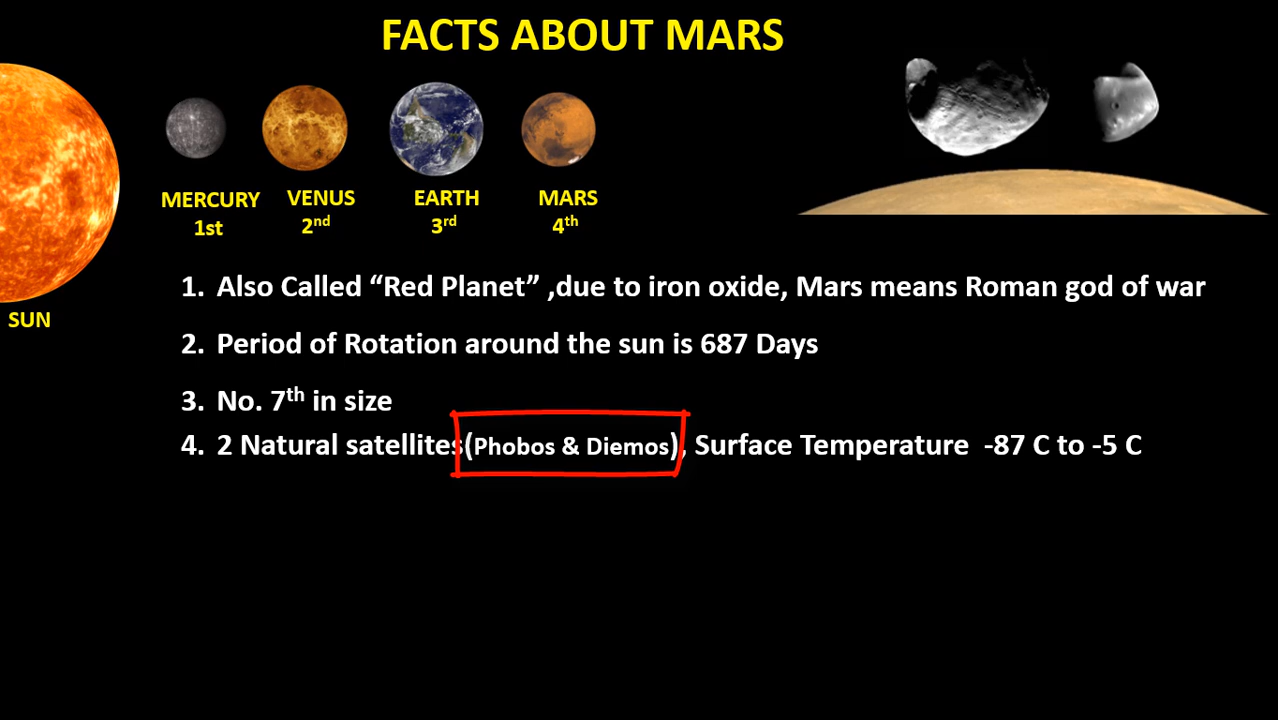 FACTS ABOUT MARS
MERCURY
1st
VENUS
2nd
EARTH
3rd
MARS
4th
SUN
1. Also Called “Red Planet” ,due to iron oxide, Mars means Roman god of war
2. Period of Rotation around the sun is 687 Days
3. No. 7th in size
4. 2 Natural satellites(Phobos & Diemos), Surface Temperature -87 C to -5 C